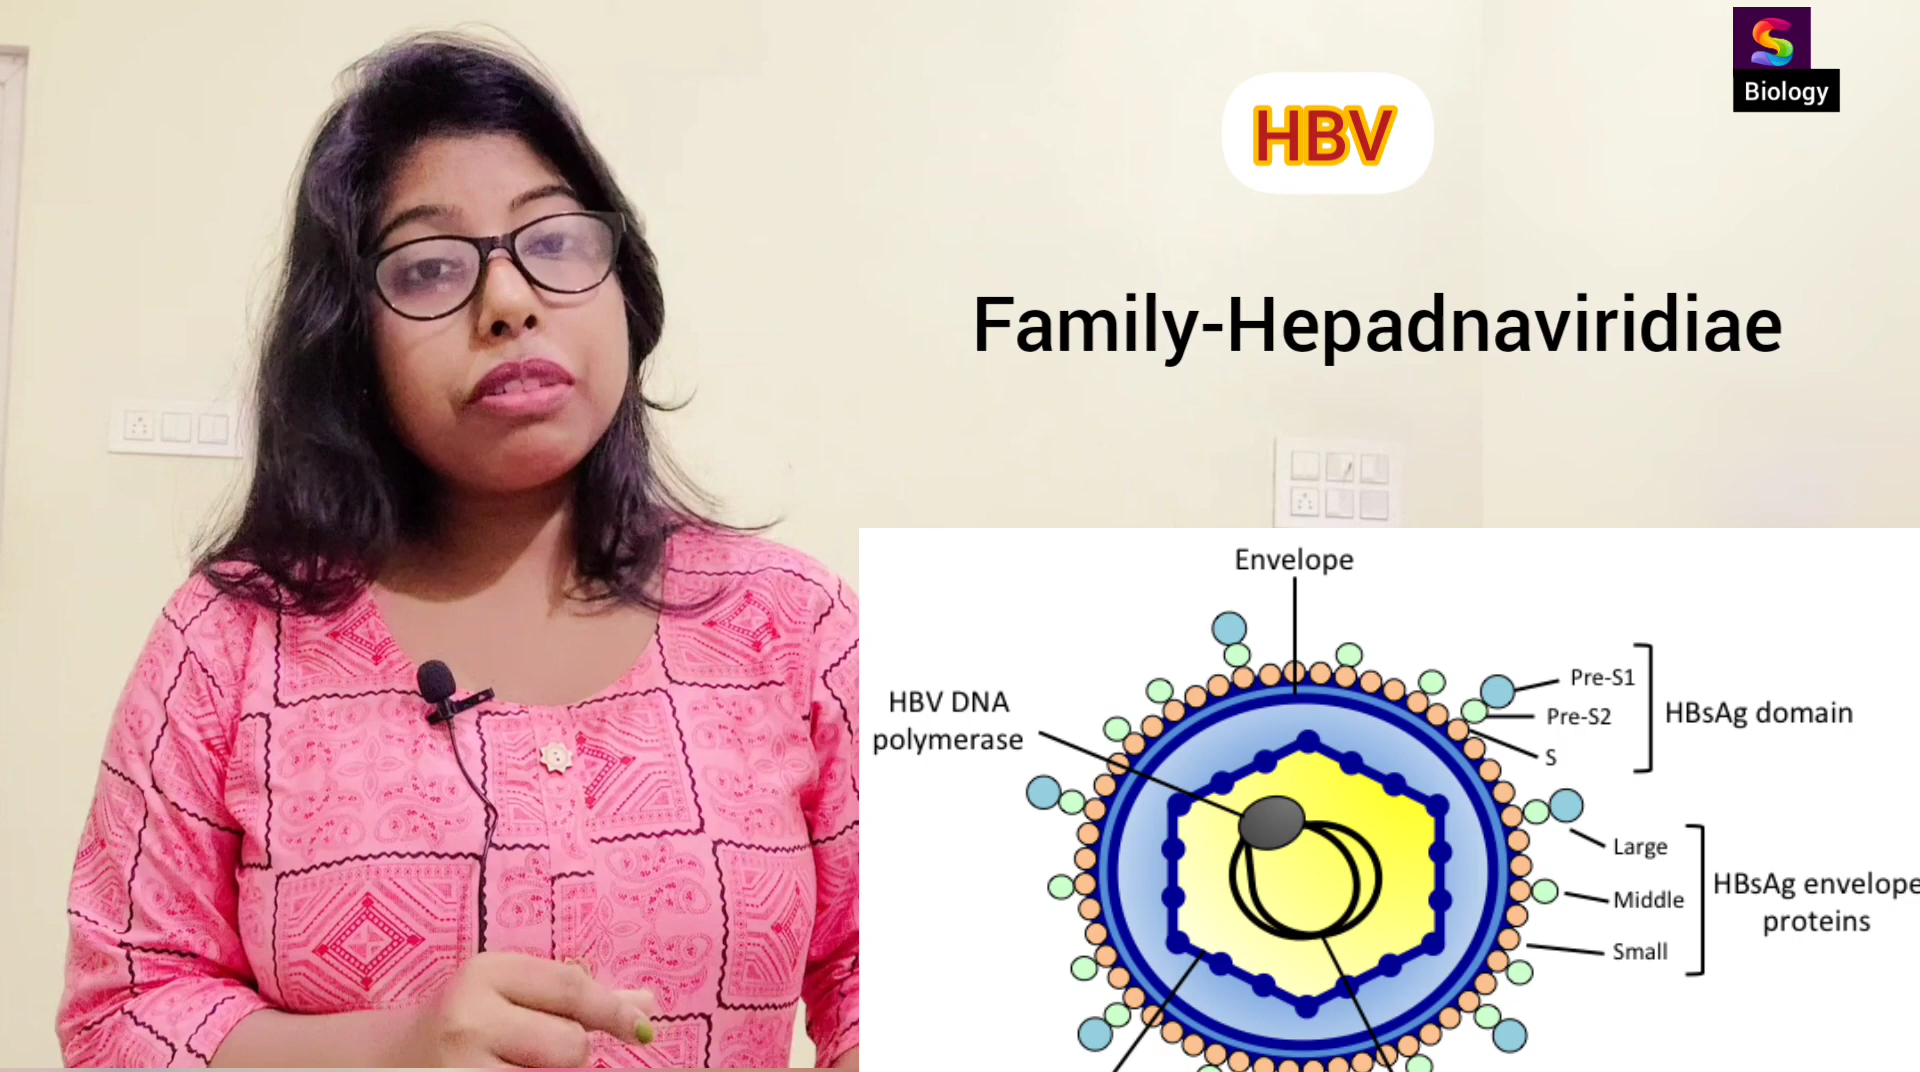 Biology
HBV
Family-Hepadnaviridiae
Envelope
HBV DNA
polymerase
Pre-S1
Pre-S2
S
HBsAg domain
Large
Middle
Small
HBsAg envelope
proteins